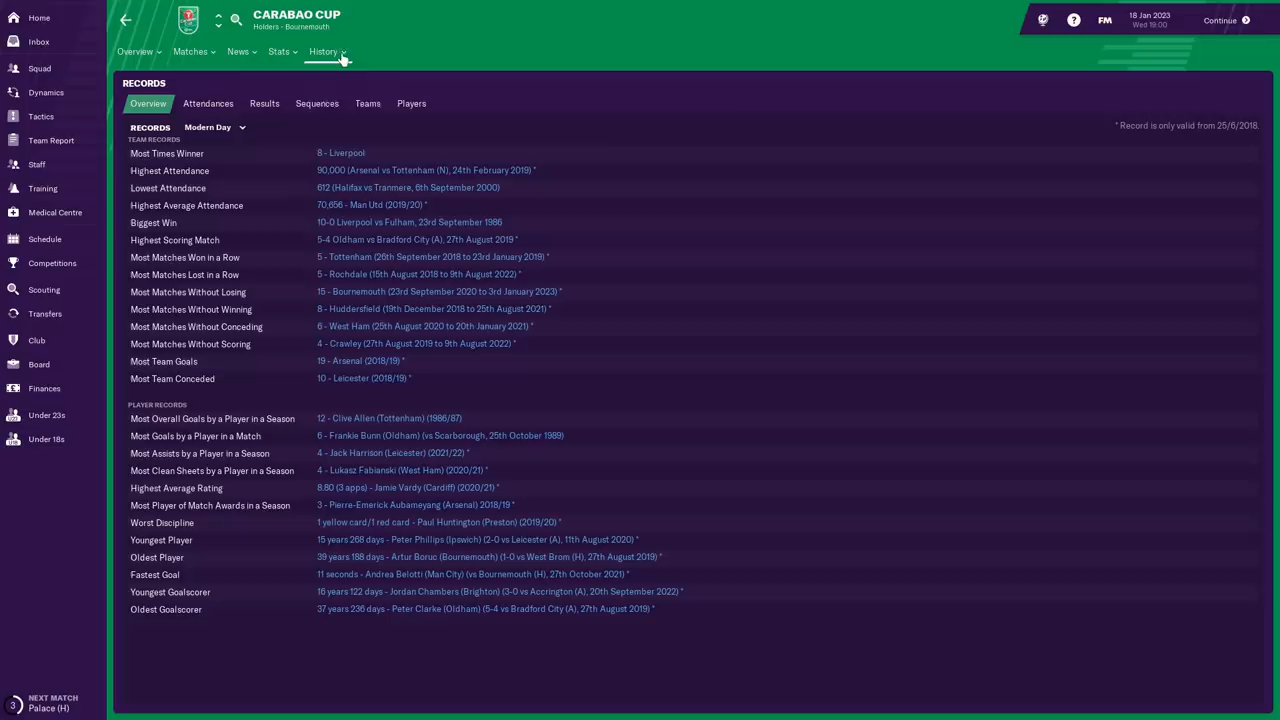 CARABAO CUP
Holders - Bournemouth
18 Jan 2023
Wed 19:00
FM
Continue
Overview
Matches
News
Stats
History
Home
Inbox
Squad
Dynamics
Tactics
Team Report
Staff
Training
Medical Centre
Schedule
Competitions
Scouting
Transfers
Club
Board
Finances
Under 23s
Under 18s
3
NEXT MATCH
Palace (H)
RECORDS
Overview Attendances Results Sequences Teams Players
RECORDS Modern Day
* Record is only valid from 25/6/2018.
TEAM RECORDS
Most Times Winner 8 - Liverpool
Highest Attendance 90,000 (Arsenal vs Tottenham (N), 24th February 2019) *
Lowest Attendance 612 (Halifax vs Tranmere, 6th September 2000)
Highest Average Attendance 70,656 - Man Utd (2019/20) *
Biggest Win 10-0 Liverpool vs Fulham, 23rd September 1986
Highest Scoring Match 5-4 Oldham vs Bradford City (A), 27th August 2019 *
Most Matches Won in a Row 5 - Tottenham (26th September 2018 to 23rd January 2019) *
Most Matches Lost in a Row 5 - Rochdale (15th August 2018 to 9th August 2022) *
Most Matches Without Losing 15 - Bournemouth (23rd September 2020 to 3rd January 2023) *
Most Matches Without Winning 8 - Huddersfield (19th December 2018 to 25th August 2021) *
Most Matches Without Conceding 6 - West Ham (25th August 2020 to 20th January 2021) *
Most Matches Without Scoring 4 - Crawley (27th August 2019 to 9th August 2022) *
Most Team Goals 19 - Arsenal (2018/19) *
Most Team Conceded 10 - Leicester (2018/19) *
PLAYER RECORDS
Most Overall Goals by a Player in a Season 12 - Clive Allen (Tottenham) (1986/87)
Most Goals by a Player in a Match 6 - Frankie Bunn (Oldham) (vs Scarborough, 25th October 1989)
Most Assists by a Player in a Season 4 - Jack Harrison (Leicester) (2021/22) *
Most Clean Sheets by a Player in a Season 4 - Lukasz Fabianski (West Ham) (2020/21) *
Highest Average Rating 8.80 (3 apps) - Jamie Vardy (Cardiff) (2020/21) *
Most Player of Match Awards in a Season 3 - Pierre-Emerick Aubameyang (Arsenal) 2018/19 *
Worst Discipline 1 yellow card/1 red card - Paul Huntington (Preston) (2019/20) *
Youngest Player 15 years 268 days - Peter Phillips (Ipswich) (2-0 vs Leicester (A), 11th August 2020) *
Oldest Player 39 years 188 days - Artur Boruc (Bournemouth) (1-0 vs West Brom (H), 27th August 2019) *
Fastest Goal 11 seconds - Andrea Belotti (Man City) (vs Bournemouth (H), 27th October 2021) *
Youngest Goalscorer 16 years 122 days - Jordan Chambers (Brighton) (3-0 vs Accrington (A), 20th September 2022) *
Oldest Goalscorer 37 years 236 days - Peter Clarke (Oldham) (5-4 vs Bradford City (A), 27th August 2019) *